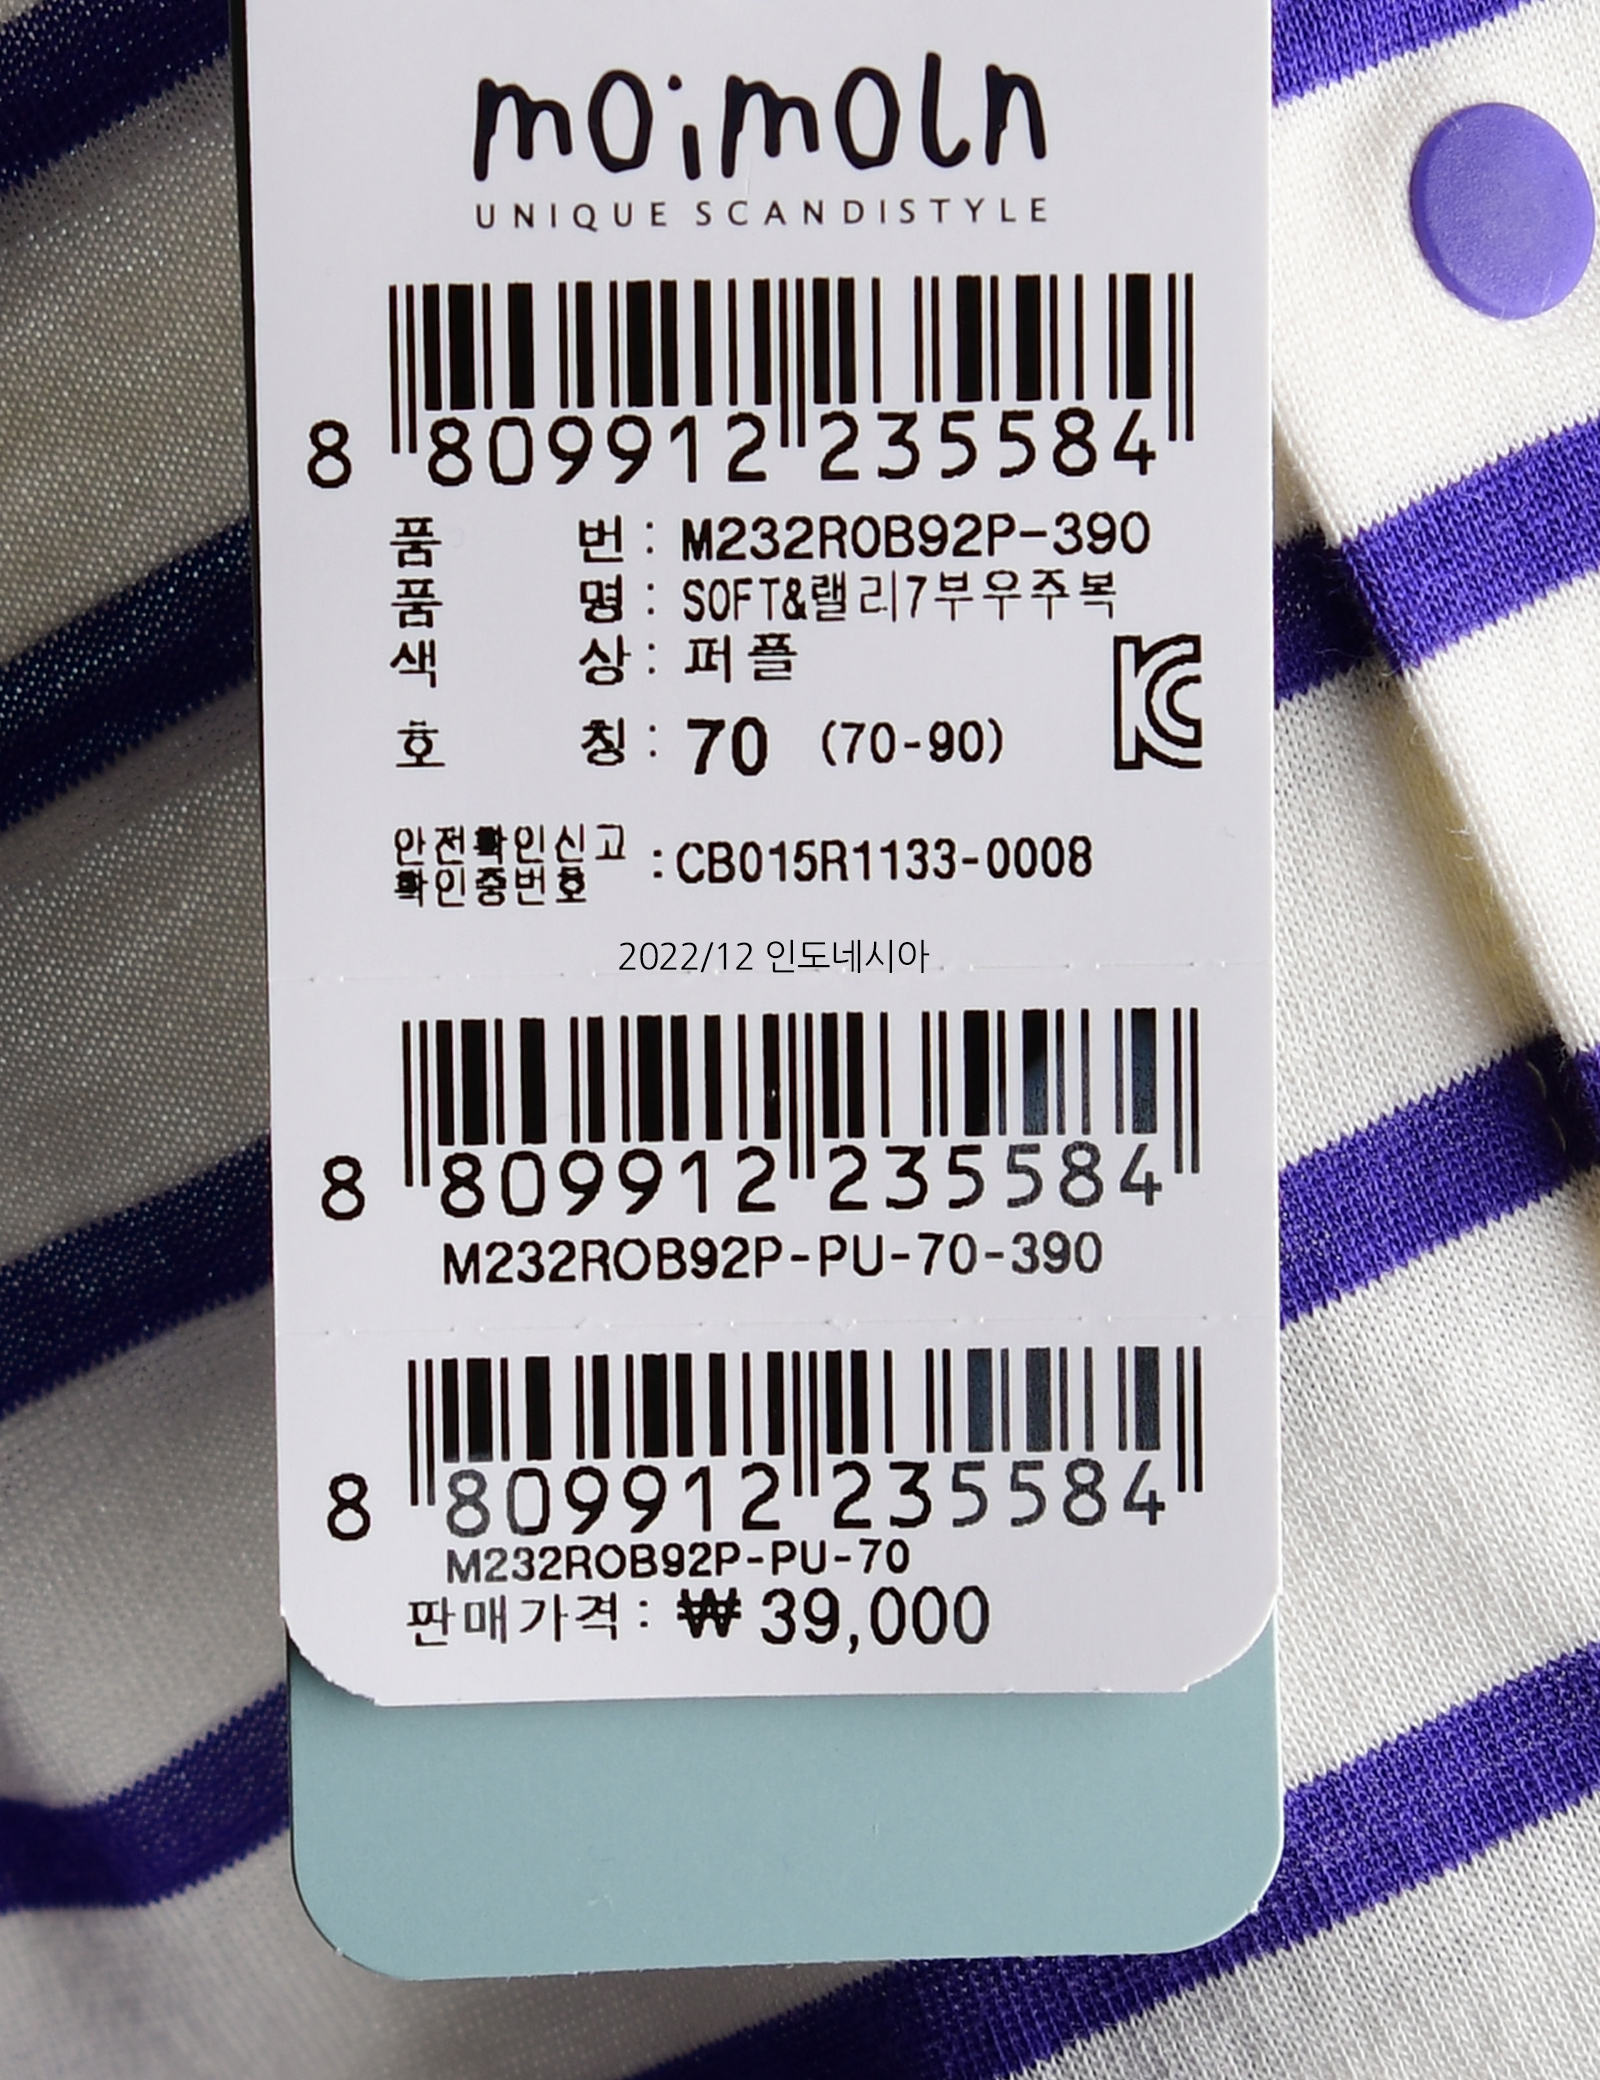 moimoln
UNIQUE SCANDISTYLE
8 809912 235584
품 번 : M232ROB92P-390
품 명 : SOFT&랠리7부우주복
색 상 : 퍼플
호 칭 : 70 (70-90)
안전확인신고
확인증번호 : CB015R1133-0008
2022/12 인도네시아
8 809912 235584
M232ROB92P-PU-70-390
8 809912 235584
M232ROB92P-PU-70
판매가격 : ₩ 39,000